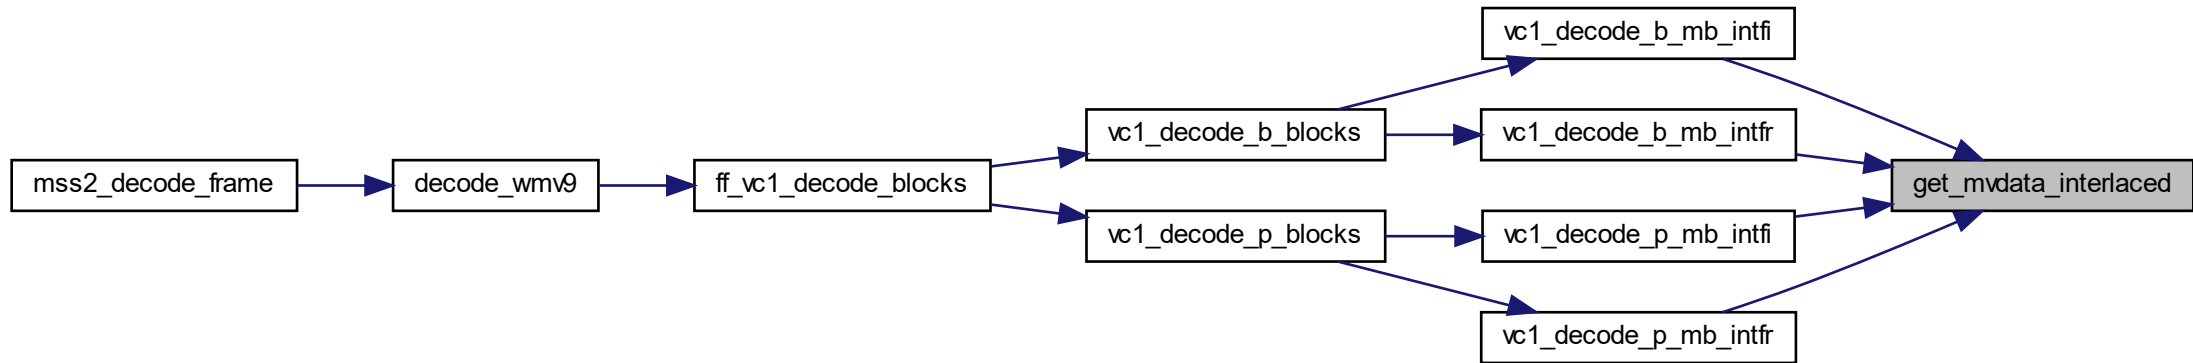 vc1_decode_b_mb_intfi
vc1_decode_b_blocks
vc1_decode_b_mb_intfr
mss2_decode_frame
decode_wmv9
ff_vc1_decode_blocks
get_mvdata_interlaced
vc1_decode_p_blocks
vc1_decode_p_mb_intfi
vc1_decode_p_mb_intfr